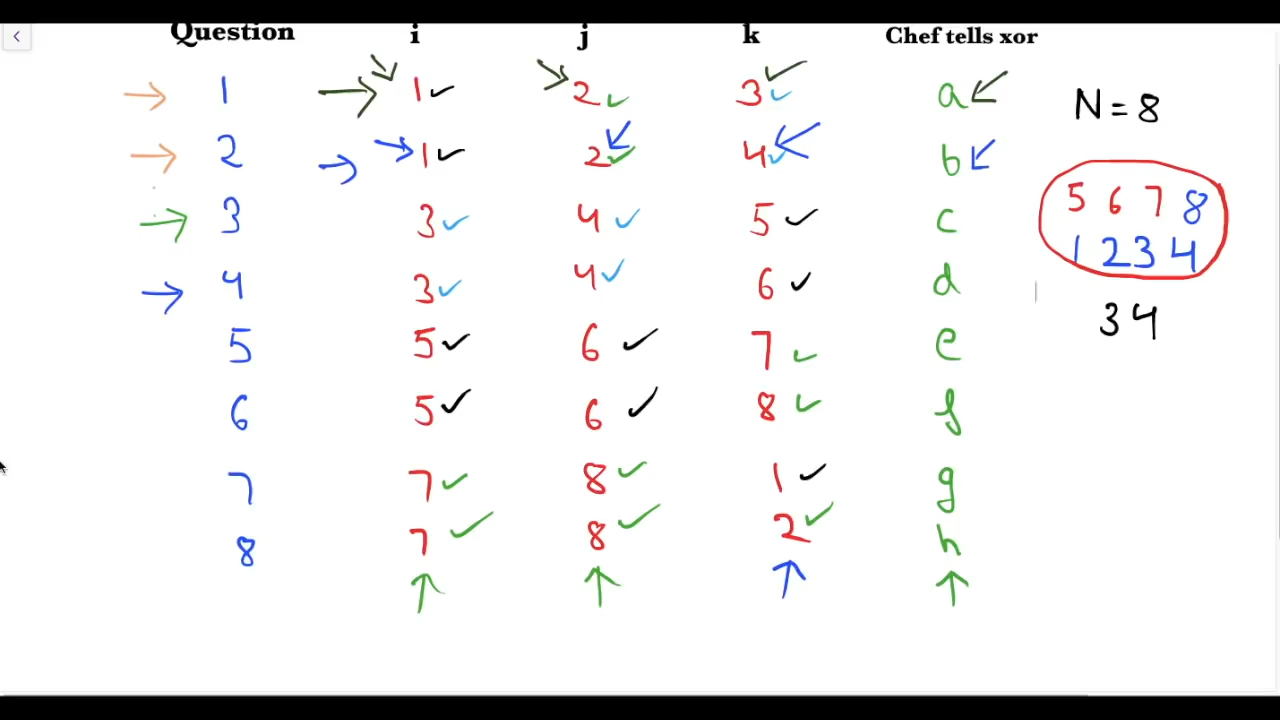 Question i j k Chef tells xor
1 1 2 3 a N = 8
2 1 2 4 b
3 3 4 5 c 5 6 7 8
4 3 4 6 d 1 2 3 4
5 5 6 7 e 3 4
6 5 6 8 f
7 7 8 1 g
8 7 8 2 h